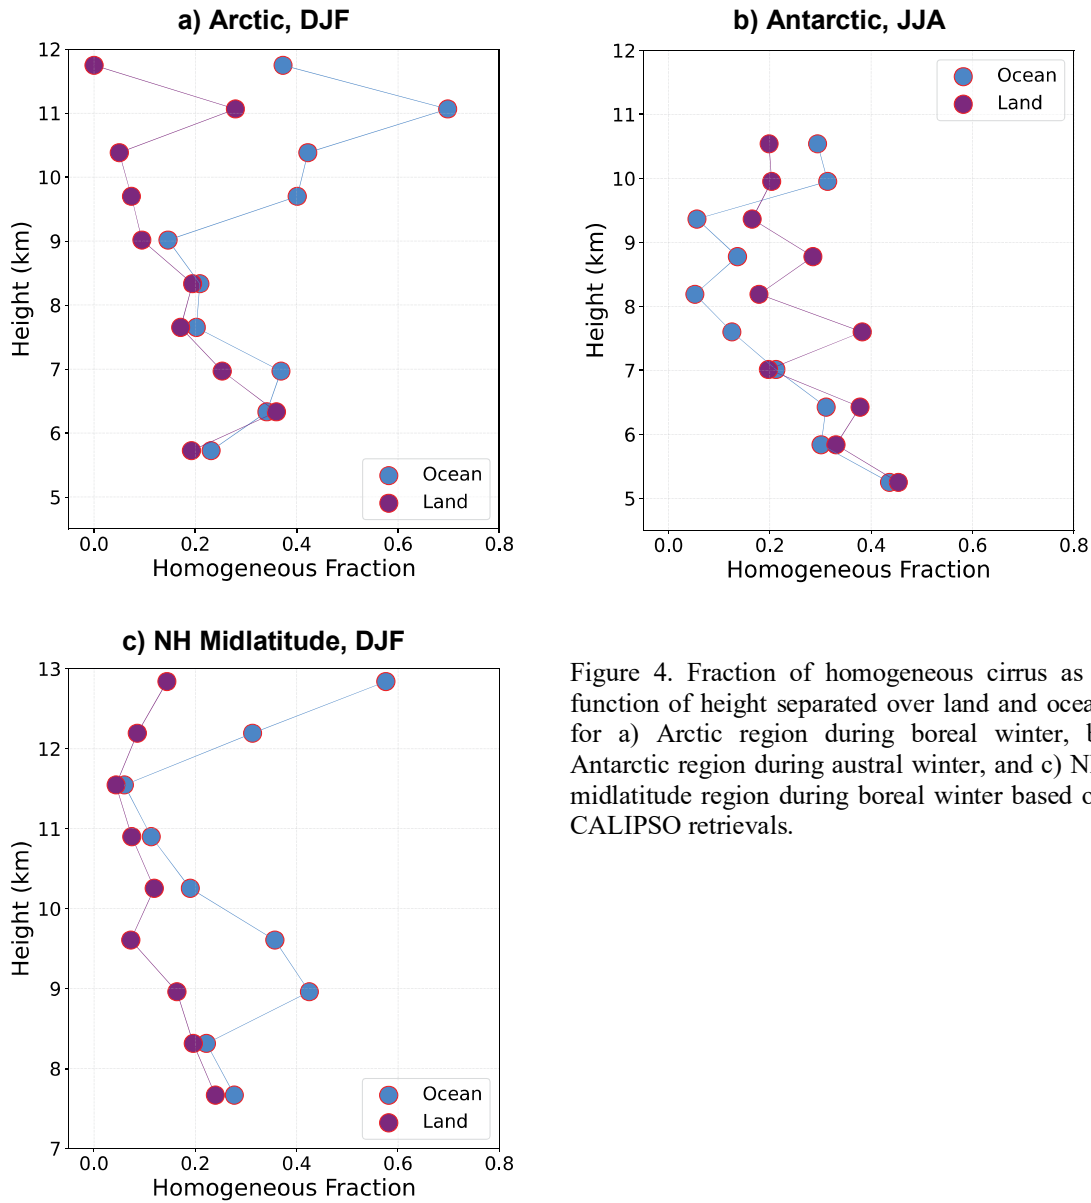 a) Arctic, DJF
12
11
10
9
8
7
6
5
Height (km)
0.0 0.2 0.4 0.6 0.8
Homogeneous Fraction
Ocean
Land
b) Antarctic, JJA
12
11
10
9
8
7
6
5
Height (km)
0.0 0.2 0.4 0.6 0.8
Homogeneous Fraction
Ocean
Land
c) NH Midlatitude, DJF
13
12
11
10
9
8
7
Height (km)
0.0 0.2 0.4 0.6 0.8
Homogeneous Fraction
Ocean
Land
Figure 4. Fraction of homogeneous cirrus as
function of height separated over land and
for a) Arctic region during boreal winter,
Antarctic region during austral winter, and c)
midlatitude region during boreal winter based
CALIPSO retrievals.